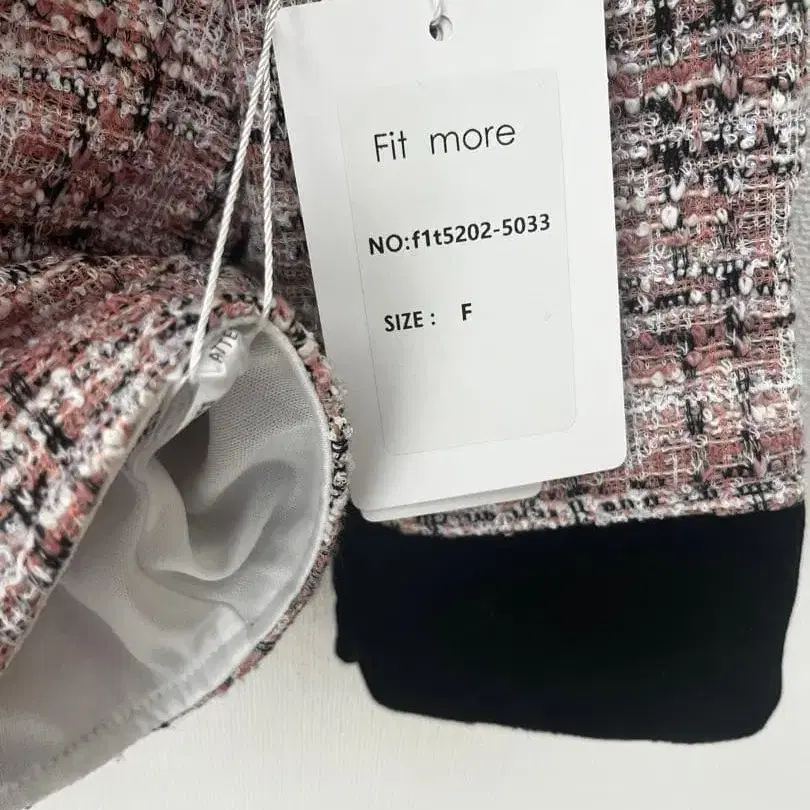 Fit more
NO:f1t5202-5033
SIZE : F